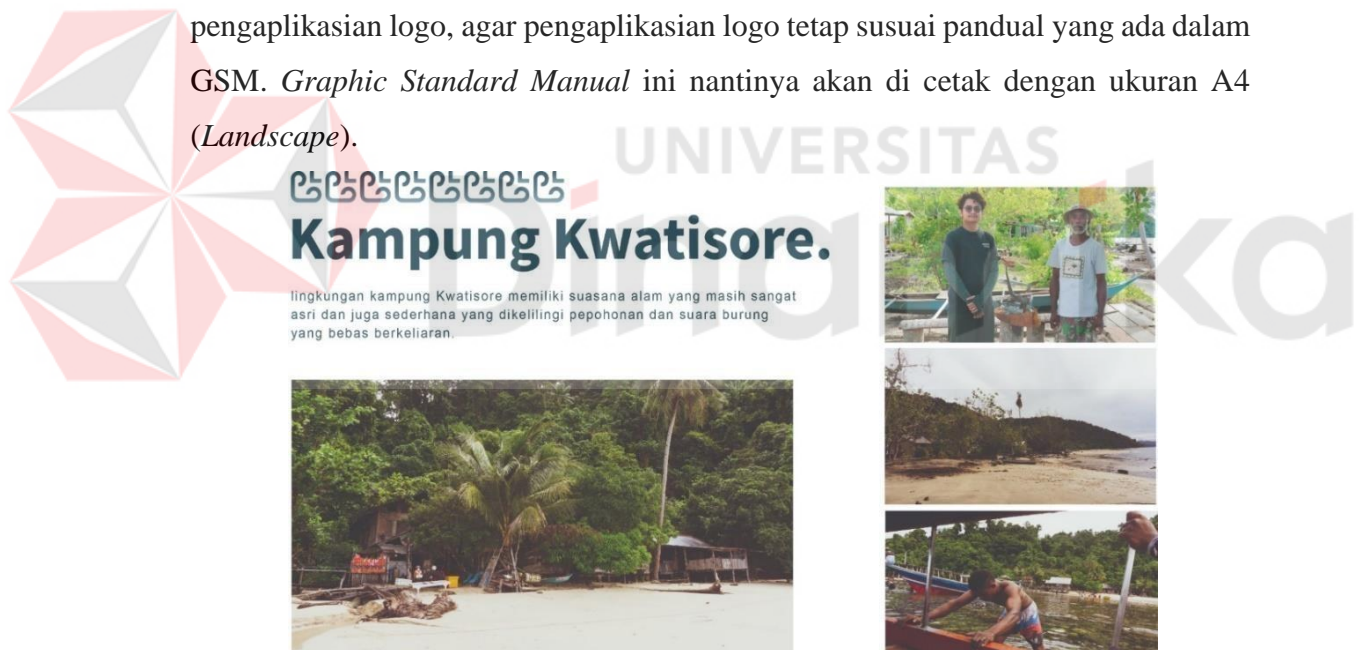 pengaplikasian logo, agar pengaplikasian logo tetap susuai pandual yang ada dalam
GSM. Graphic Standard Manual ini nantinya akan di cetak dengan ukuran A4
(Landscape).
UNIVERSITAS
Dinamika
Kampung Kwatisore.
lingkungan kampung Kwatisore memiliki suasana alam yang masih sangat
asri dan juga sederhana yang dikelilingi pepohonan dan suara burung
yang bebas berkeliaran.